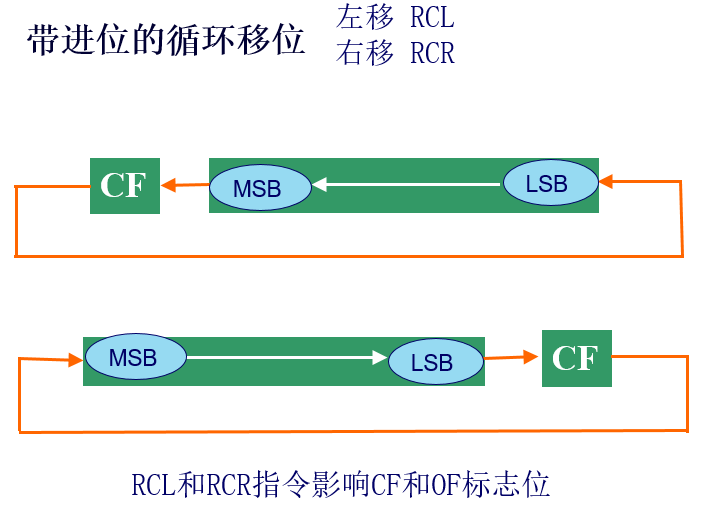 带进位的循环移位
左移 RCL
右移 RCR
CF
MSB
LSB
MSB
LSB
CF
RCL和RCR指令影响CF和OF标志位